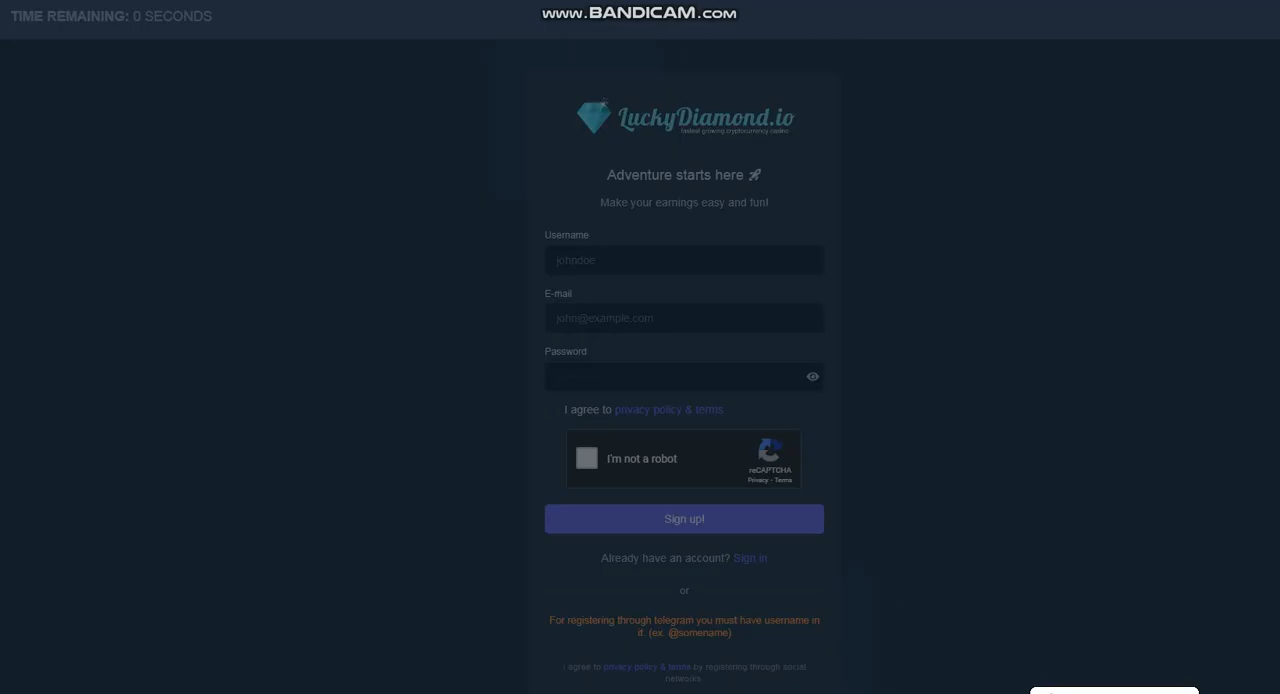 TIME REMAINING: 0 SECONDS
www.BANDICAM.com
LuckyDiamond.io
fastest growing cryptocurrency casino
Adventure starts here
Make your earnings easy and fun!
Username
johndoe
E-mail
john@example.com
Password
I agree to privacy policy & terms
I'm not a robot
reCAPTCHA
Privacy - Terms
Sign up!
Already have an account? Sign in
or
For registering through telegram you must have username in
it. (ex. @somename)
I agree to privacy policy & terms by registering through social
networks